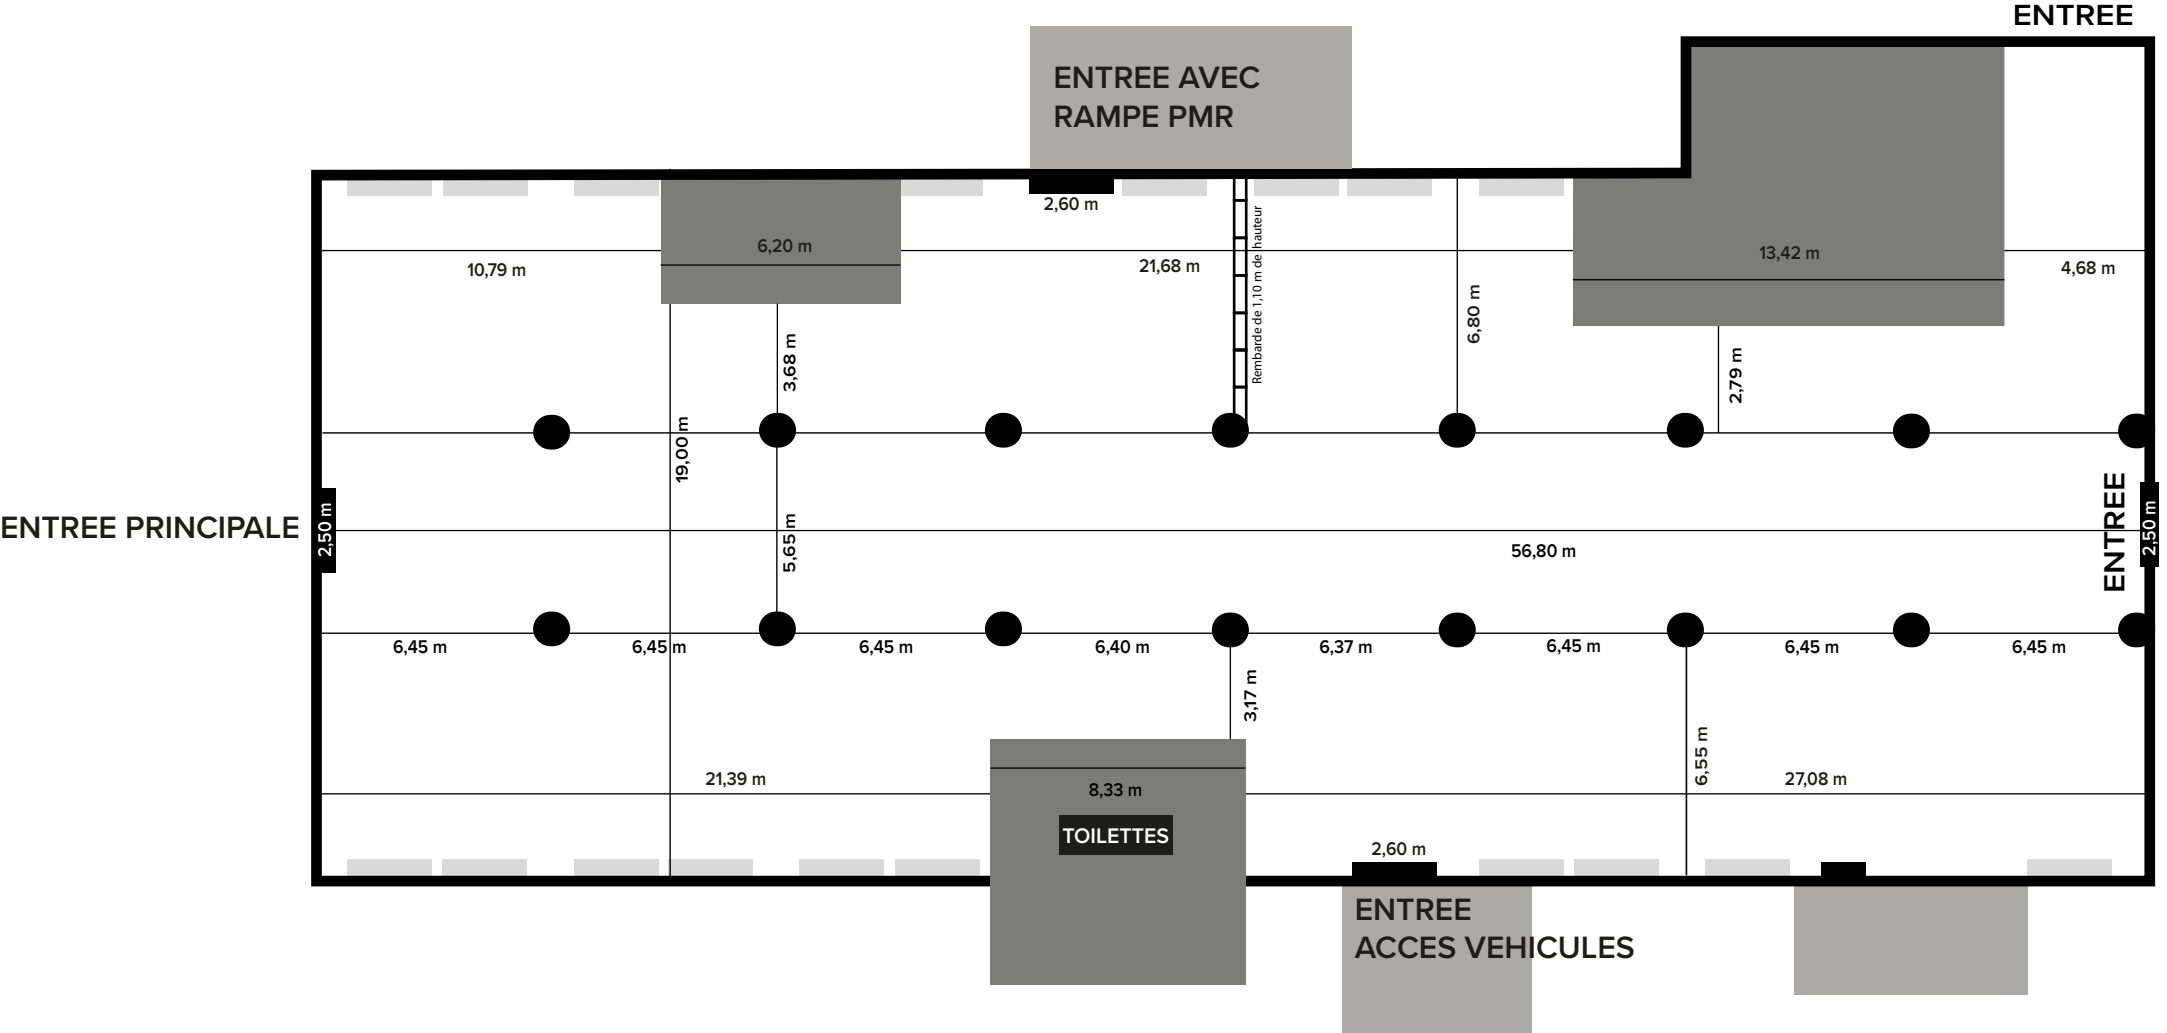 ENTREE
ENTREE AVEC
RAMPE PMR
2,60 m
6,20 m
10,79 m
21,68 m
Rembarde de 1,10 m de hauteur
13,42 m
4,68 m
6,80 m
3,68 m
2,79 m
19,00 m
ENTREE PRINCIPALE
2,50 m
5,65 m
56,80 m
ENTREE
2,50 m
6,45 m
6,45 m
6,45 m
6,40 m
6,37 m
6,45 m
6,45 m
6,45 m
3,17 m
6,55 m
21,39 m
8,33 m
27,08 m
TOILETTES
2,60 m
ENTREE
ACCES VEHICULES